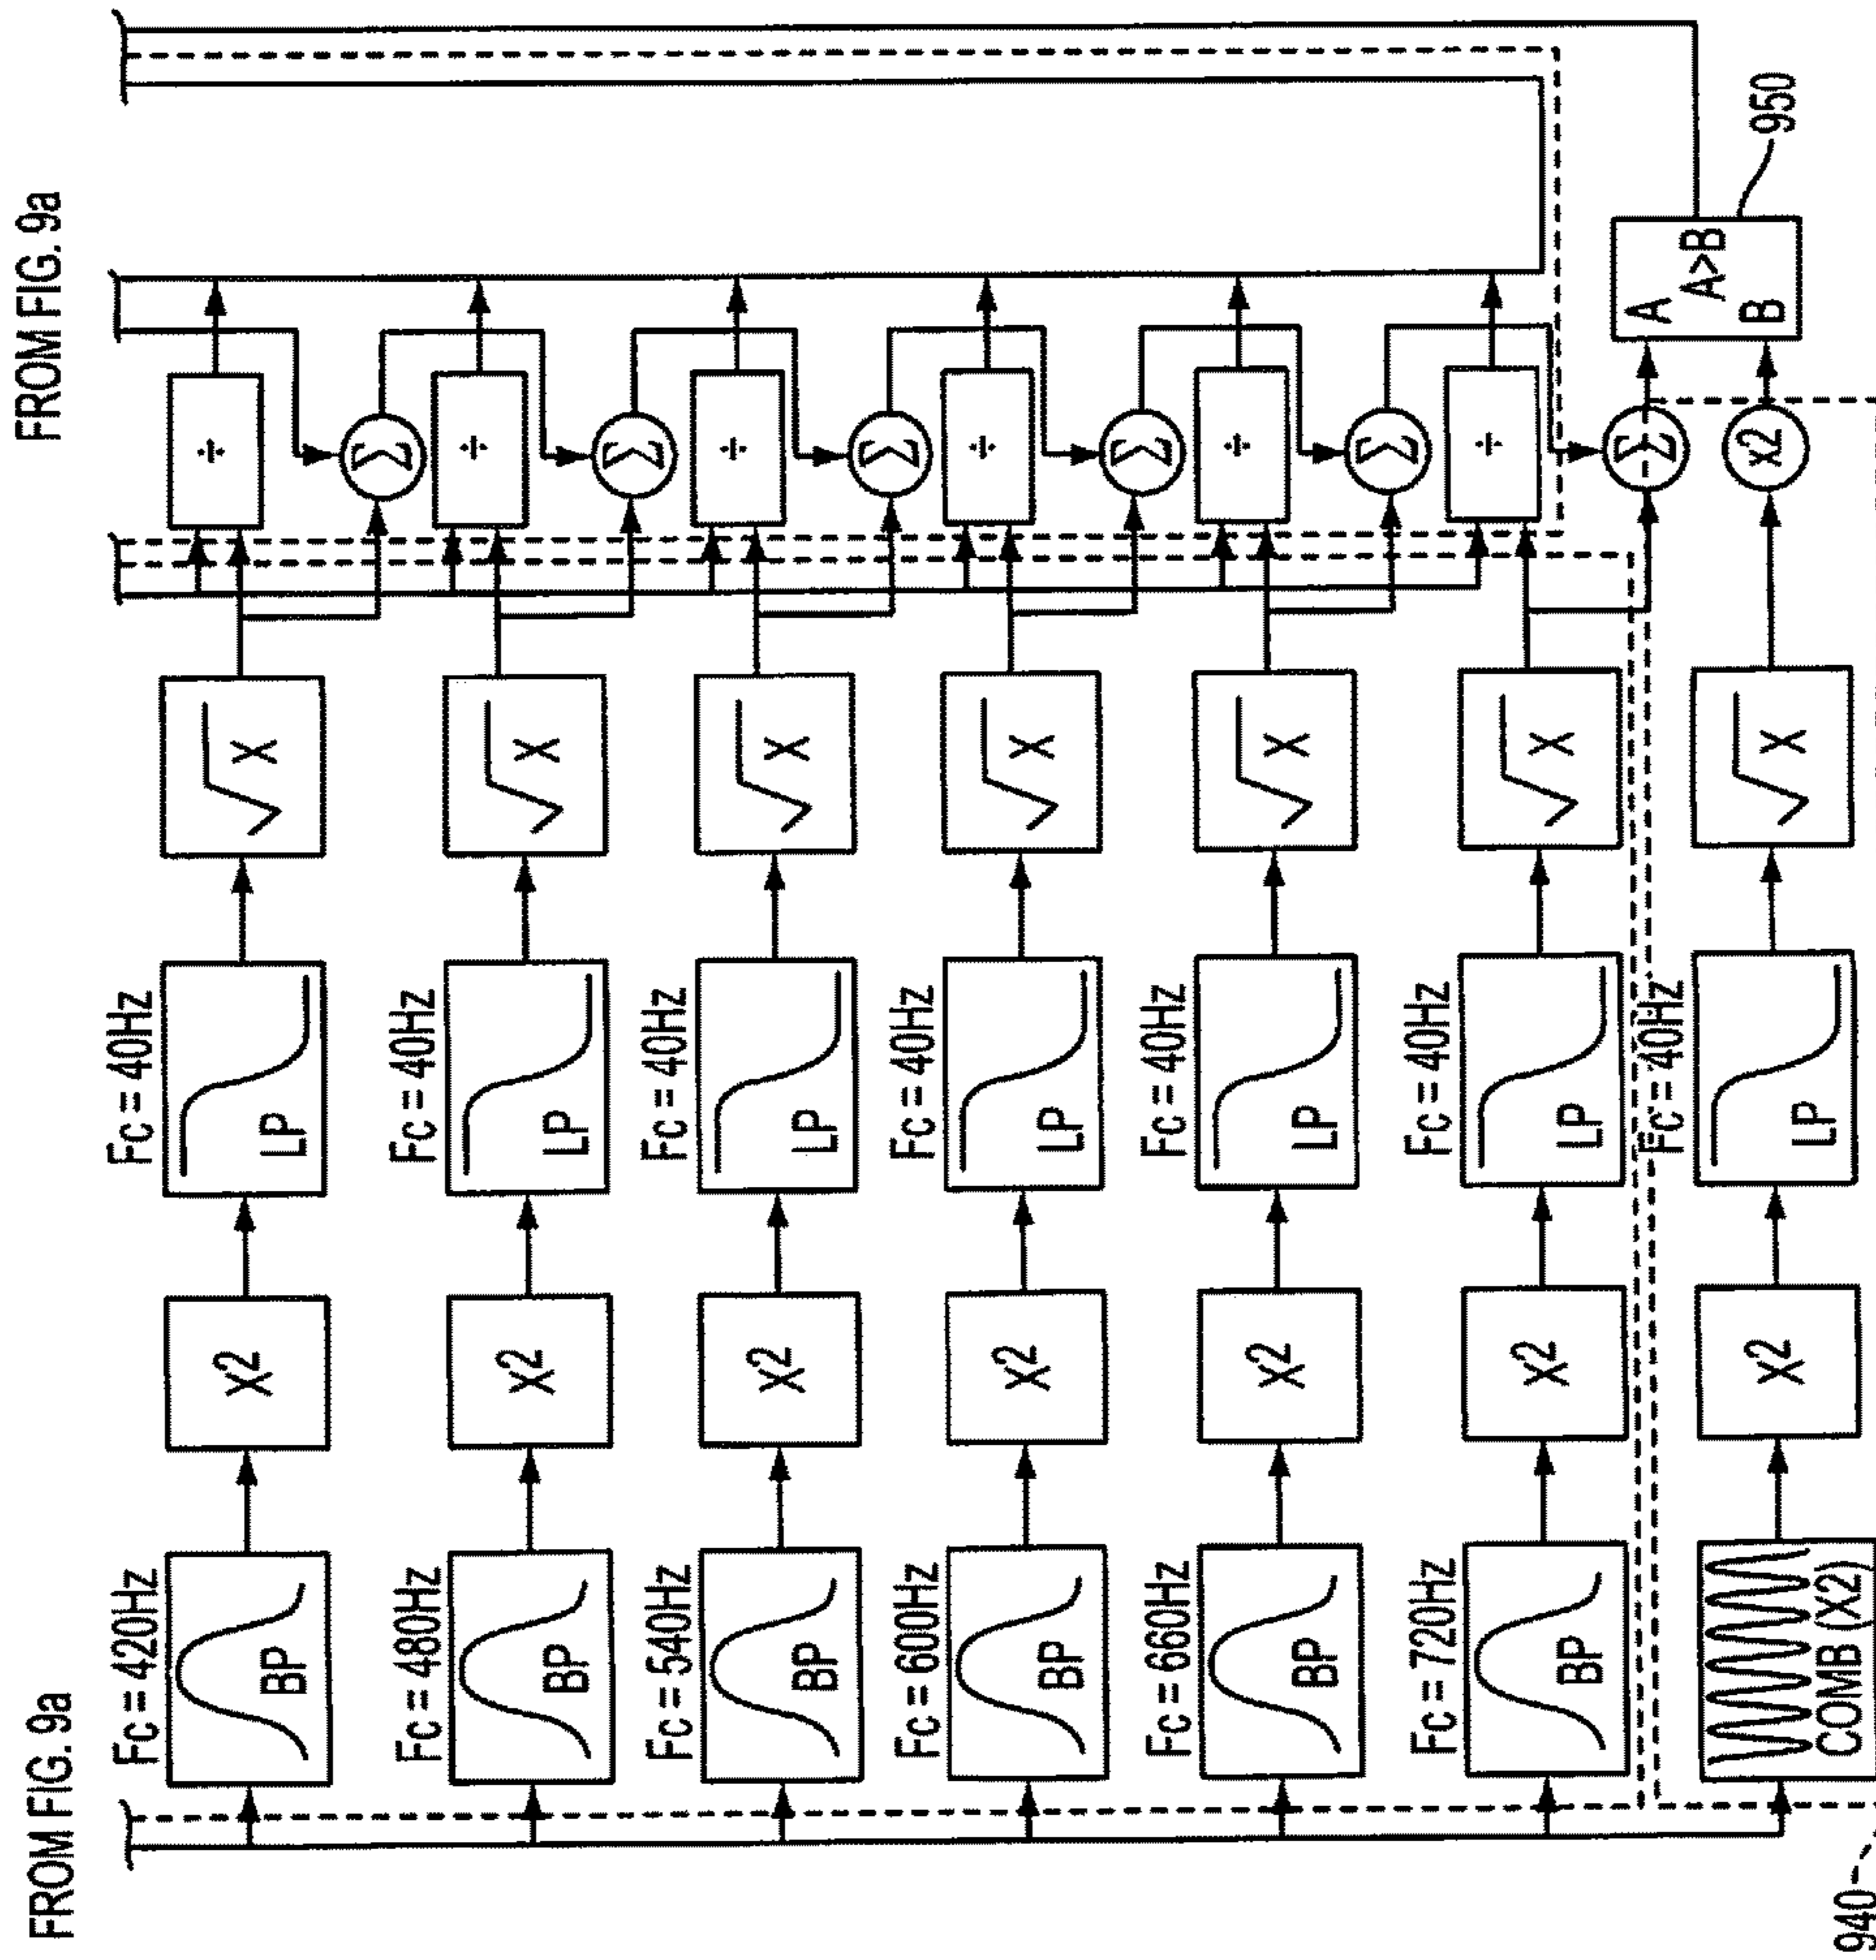 FROM FIG. 9a
FROM FIG. 9a
Fc = 420Hz
BP
X2
Fc = 40Hz
LP
√ X
÷
Σ
Fc = 480Hz
BP
X2
Fc = 40Hz
LP
√ X
÷
Σ
Fc = 540Hz
BP
X2
Fc = 40Hz
LP
√ X
÷
Σ
Fc = 600Hz
BP
X2
Fc = 40Hz
LP
√ X
÷
Σ
Fc = 660Hz
BP
X2
Fc = 40Hz
LP
√ X
÷
Σ
Fc = 720Hz
BP
X2
Fc = 40Hz
LP
√ X
÷
Σ
A
A>B
B
950
COMB (X2)
X2
Fc = 40Hz
LP
√ X
x2
940